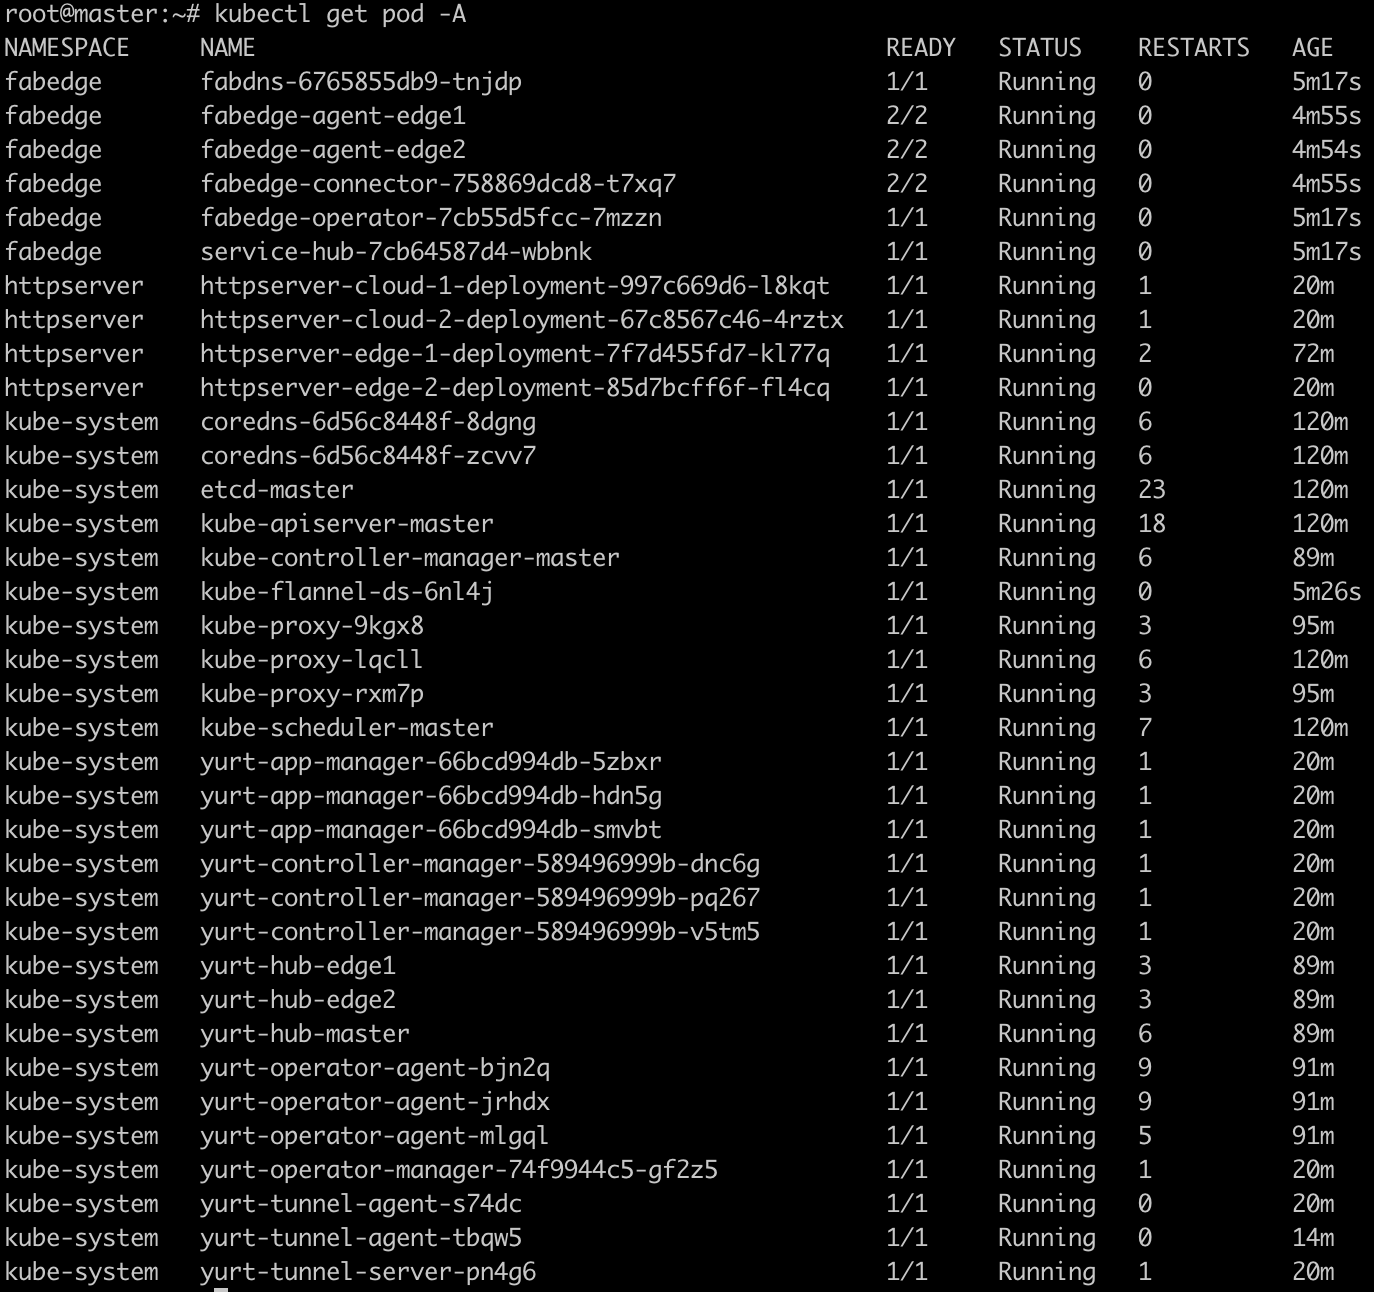 root@master:~# kubectl get pod -A
NAMESPACE     NAME                                             READY   STATUS    RESTARTS   AGE
fabedge       fabdns-6765855db9-tnjdp                          1/1     Running   0          5m17s
fabedge       fabedge-agent-edge1                              2/2     Running   0          4m55s
fabedge       fabedge-agent-edge2                              2/2     Running   0          4m54s
fabedge       fabedge-connector-758869dcd8-t7xq7               2/2     Running   0          4m55s
fabedge       fabedge-operator-7cb55d5fcc-7mzzn                1/1     Running   0          5m17s
fabedge       service-hub-7cb64587d4-wbbnk                     1/1     Running   0          5m17s
httpserver    httpserver-cloud-1-deployment-997c669d6-l8kqt    1/1     Running   1          20m
httpserver    httpserver-cloud-2-deployment-67c8567c46-4rztx   1/1     Running   1          20m
httpserver    httpserver-edge-1-deployment-7f7d455fd7-kl77q    1/1     Running   2          72m
httpserver    httpserver-edge-2-deployment-85d7bcff6f-fl4cq    1/1     Running   0          20m
kube-system   coredns-6d56c8448f-8dgng                         1/1     Running   6          120m
kube-system   coredns-6d56c8448f-zcvv7                         1/1     Running   6          120m
kube-system   etcd-master                                      1/1     Running   23         120m
kube-system   kube-apiserver-master                            1/1     Running   18         120m
kube-system   kube-controller-manager-master                   1/1     Running   6          89m
kube-system   kube-flannel-ds-6nl4j                            1/1     Running   0          5m26s
kube-system   kube-proxy-9kgx8                                 1/1     Running   3          95m
kube-system   kube-proxy-lqcll                                 1/1     Running   6          120m
kube-system   kube-proxy-rxm7p                                 1/1     Running   3          95m
kube-system   kube-scheduler-master                            1/1     Running   7          120m
kube-system   yurt-app-manager-66bcd994db-5zbxr                1/1     Running   1          20m
kube-system   yurt-app-manager-66bcd994db-hdn5g                1/1     Running   1          20m
kube-system   yurt-app-manager-66bcd994db-smvbt                1/1     Running   1          20m
kube-system   yurt-controller-manager-589496999b-dnc6g         1/1     Running   1          20m
kube-system   yurt-controller-manager-589496999b-pq267         1/1     Running   1          20m
kube-system   yurt-controller-manager-589496999b-v5tm5         1/1     Running   1          20m
kube-system   yurt-hub-edge1                                   1/1     Running   3          89m
kube-system   yurt-hub-edge2                                   1/1     Running   3          89m
kube-system   yurt-hub-master                                  1/1     Running   6          89m
kube-system   yurt-operator-agent-bjn2q                        1/1     Running   9          91m
kube-system   yurt-operator-agent-jrhdx                        1/1     Running   9          91m
kube-system   yurt-operator-agent-mlgql                        1/1     Running   5          91m
kube-system   yurt-operator-manager-74f9944c5-gf2z5            1/1     Running   1          20m
kube-system   yurt-tunnel-agent-s74dc                          1/1     Running   0          20m
kube-system   yurt-tunnel-agent-tbqw5                          1/1     Running   0          14m
kube-system   yurt-tunnel-server-pn4g6                         1/1     Running   1          20m